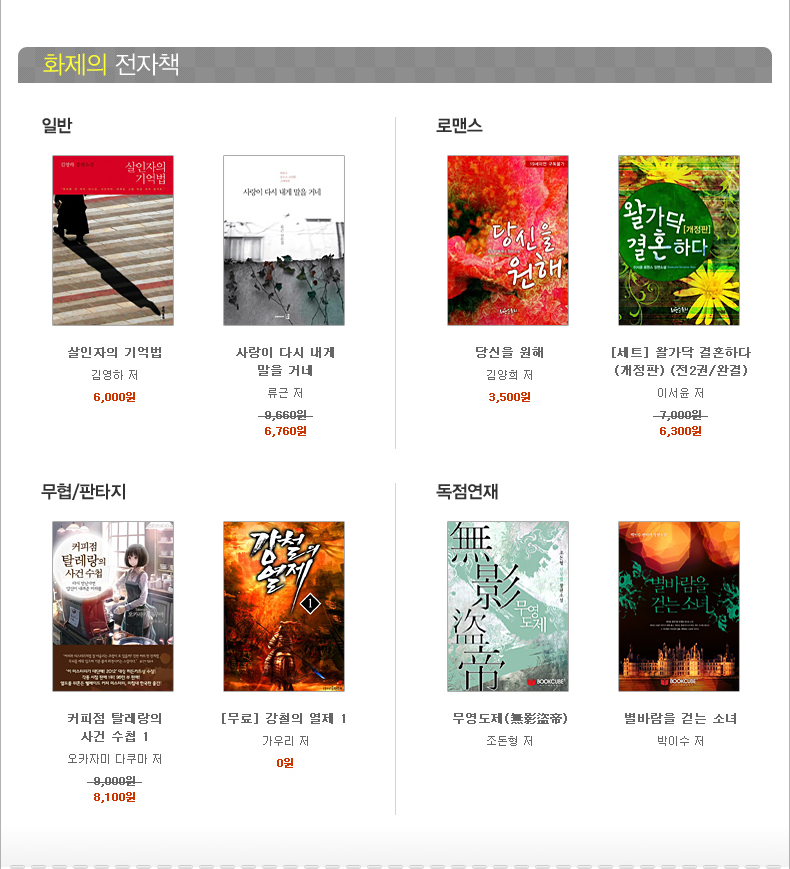 화제의 전자책
일반
로맨스
김영하
살인자의
기억법
사랑이 다시 내게 말을 거네
당신을
원해
왈가닥
[개정판]
결혼하다
살인자의 기억법
김영하 저
6,000원
사랑이 다시 내게
말을 거네
류근 저
9,660원
6,760원
당신을 원해
김양희 저
3,500원
[세트] 왈가닥 결혼하다
(개정판) (전2권/완결)
이서윤 저
7,000원
6,300원
무협/판타지
독점연재
커피점
탈레랑의
사건 수첩
강철의
열제
1
無影盜帝
무영
도제
BOOKCUBE
별바람을
걷는 소녀
BOOKCUBE
커피점 탈레랑의
사건 수첩 1
오카자미 다쿠마 저
9,000원
8,100원
[무료] 강철의 열제 1
가우리 저
0원
무영도제(無影盜帝)
조돈형 저
별바람을 걷는 소녀
박이수 저